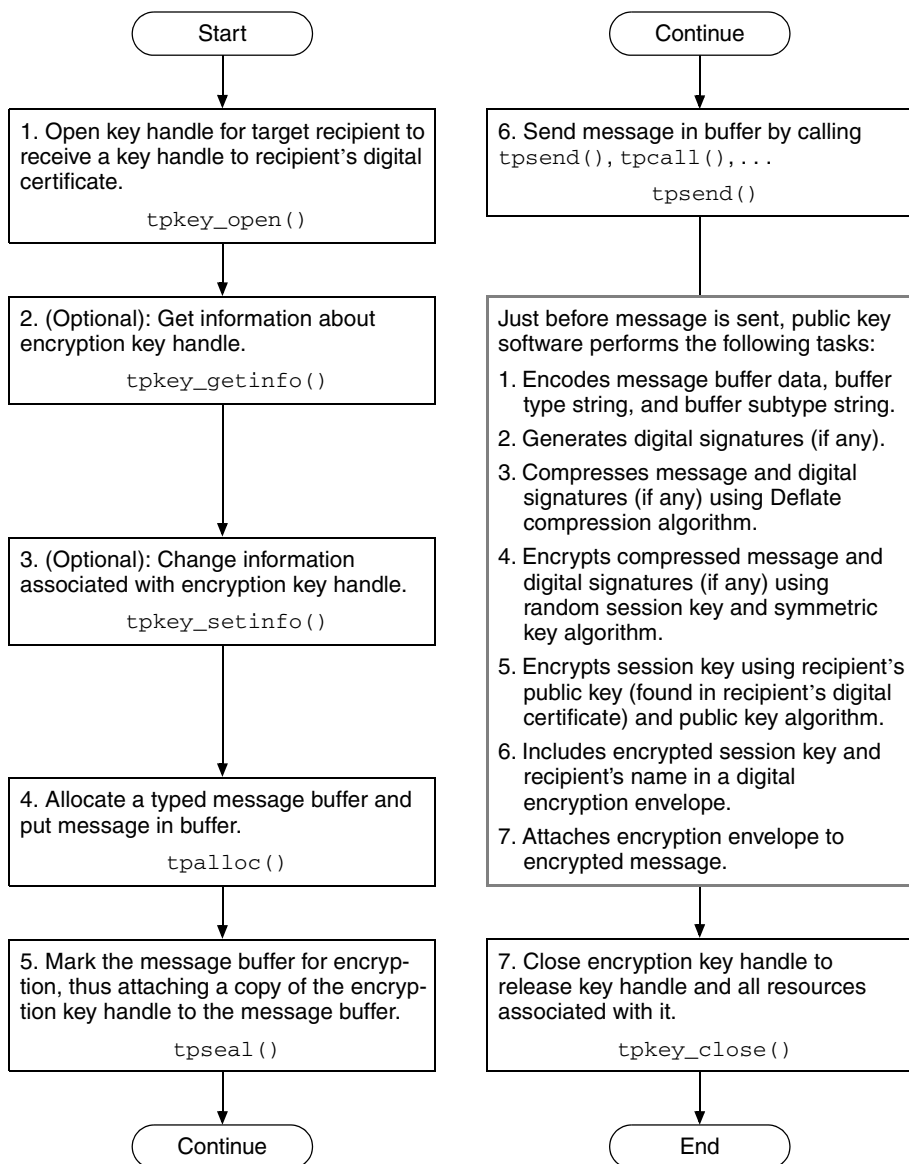 Start
1. Open key handle for target recipient to
receive a key handle to recipient's digital
certificate.
tpkey_open()
2. (Optional): Get information about
encryption key handle.
tpkey_getinfo()
3. (Optional): Change information
associated with encryption key handle.
tpkey_setinfo()
4. Allocate a typed message buffer and
put message in buffer.
tpalloc()
5. Mark the message buffer for encryp-
tion, thus attaching a copy of the encryp-
tion key handle to the message buffer.
tpseal()
Continue
Continue
6. Send message in buffer by calling
tpsend(), tpcall(), ...
tpsend()
Just before message is sent, public key
software performs the following tasks:
1. Encodes message buffer data, buffer
type string, and buffer subtype string.
2. Generates digital signatures (if any).
3. Compresses message and digital
signatures (if any) using Deflate
compression algorithm.
4. Encrypts compressed message and
digital signatures (if any) using
random session key and symmetric
key algorithm.
5. Encrypts session key using recipient's
public key (found in recipient's digital
certificate) and public key algorithm.
6. Includes encrypted session key and
recipient's name in a digital
encryption envelope.
7. Attaches encryption envelope to
encrypted message.
7. Close encryption key handle to
release key handle and all resources
associated with it.
tpkey_close()
End